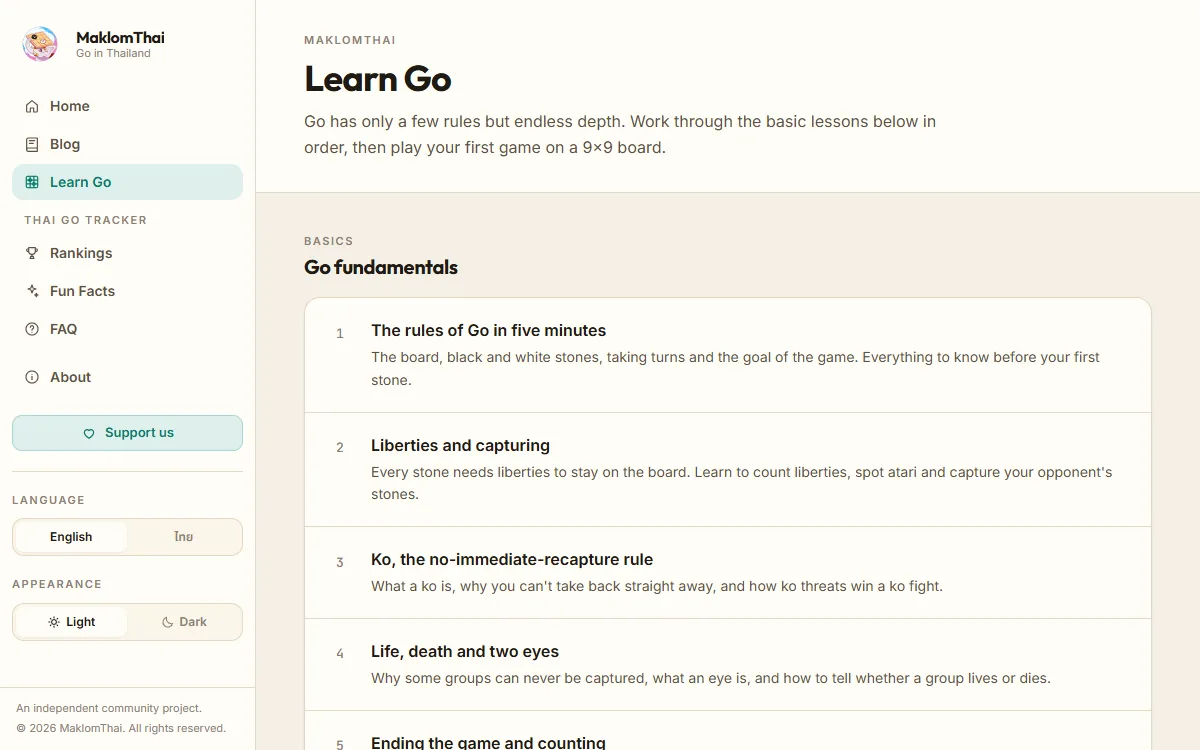 MaklomThai
Go in Thailand
Home
Blog
Learn Go
THAI GO TRACKER
Rankings
Fun Facts
FAQ
About
Support us
LANGUAGE
English
ไทย
APPEARANCE
Light
Dark
An independent community project.
© 2026 MaklomThai. All rights reserved.
MAKLOMTHAI
Learn Go
Go has only a few rules but endless depth. Work through the basic lessons below in
order, then play your first game on a 9×9 board.
BASICS
Go fundamentals
1
The rules of Go in five minutes
The board, black and white stones, taking turns and the goal of the game. Everything to know before your first
stone.
2
Liberties and capturing
Every stone needs liberties to stay on the board. Learn to count liberties, spot atari and capture your opponent's
stones.
3
Ko, the no-immediate-recapture rule
What a ko is, why you can't take back straight away, and how ko threats win a ko fight.
4
Life, death and two eyes
Why some groups can never be captured, what an eye is, and how to tell whether a group lives or dies.
5
Ending the game and counting